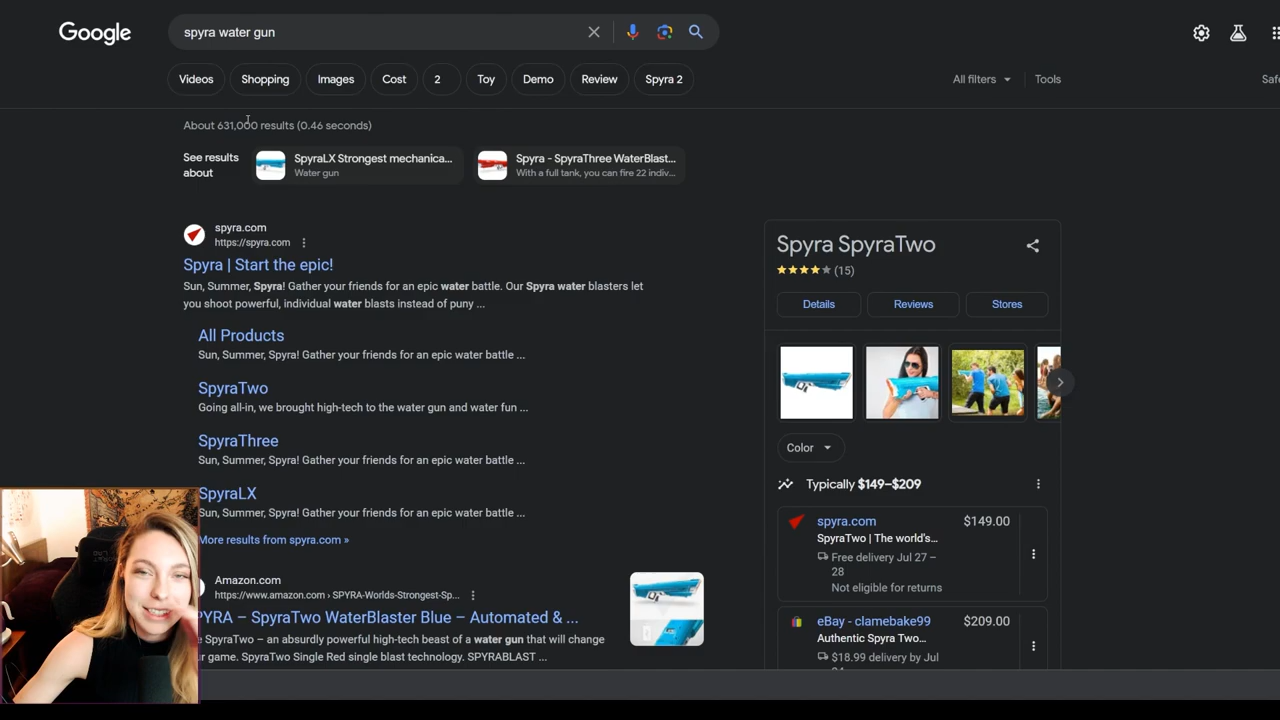 Google
spyra water gun
Videos
Shopping
Images
Cost
2
Toy
Demo
Review
Spyra 2
All filters
Tools
Safe
About 631,000 results (0.46 seconds)
See results
about
SpyraLX Strongest mechanica...
Water gun
Spyra - SpyraThree WaterBlast...
With a full tank, you can fire 22 indiv...
spyra.com
https://spyra.com
Spyra | Start the epic!
Sun, Summer, Spyra! Gather your friends for an epic water battle. Our Spyra water blasters let
you shoot powerful, individual water blasts instead of puny ...
All Products
Sun, Summer, Spyra! Gather your friends for an epic water battle ...
SpyraTwo
Going all-in, we brought high-tech to the water gun and water fun ...
SpyraThree
Sun, Summer, Spyra! Gather your friends for an epic water battle ...
SpyraLX
Sun, Summer, Spyra! Gather your friends for an epic water battle ...
More results from spyra.com »
Amazon.com
https://www.amazon.com › SPYRA-Worlds-Strongest-Sp...
PYRA – SpyraTwo WaterBlaster Blue – Automated & ...
e SpyraTwo – an absurdly powerful high-tech beast of a water gun that will change
ur game. SpyraTwo Single Red single blast technology. SPYRABLAST ...
Spyra SpyraTwo
(15)
Details
Reviews
Stores
Color
Typically $149–$209
spyra.com
$149.00
SpyraTwo | The world's...
Free delivery Jul 27 –
28
Not eligible for returns
eBay - clamebake99
$209.00
Authentic Spyra Two...
$18.99 delivery by Jul